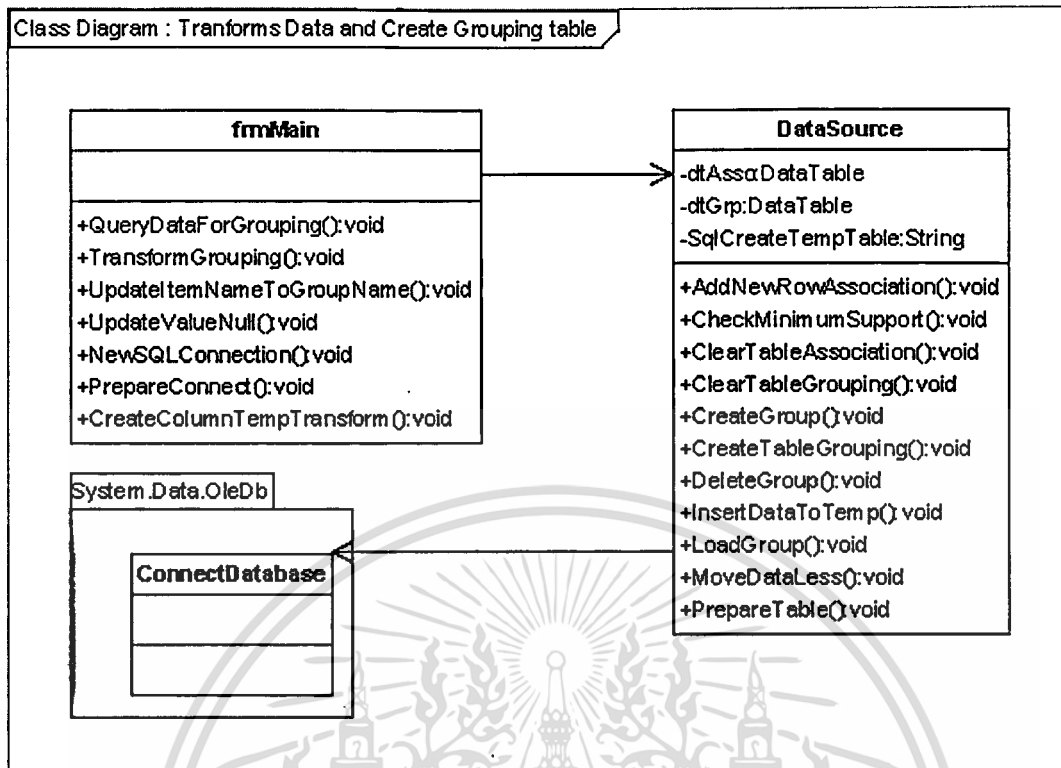 Class Diagram : Tranforms Data and Create Grouping table
frmMain
+QueryDataForGrouping():void
+TransformGrouping():void
+UpdateItemNameToGroupName():void
+UpdateValueNull():void
+NewSQLConnection():void
+PrepareConnect():void
+CreateColumnTempTransform():void
DataSource
-dtAsso:DataTable
-dtGrp:DataTable
-SqlCreateTempTable:String
+AddNewRowAssociation():void
+CheckMinimumSupport():void
+ClearTableAssociation():void
+ClearTableGrouping():void
+CreateGroup():void
+CreateTableGrouping():void
+DeleteGroup():void
+InsertDataToTemp():void
+LoadGroup():void
+MoveDataLess():void
+PrepareTable():void
System.Data.OleDb
ConnectDatabase